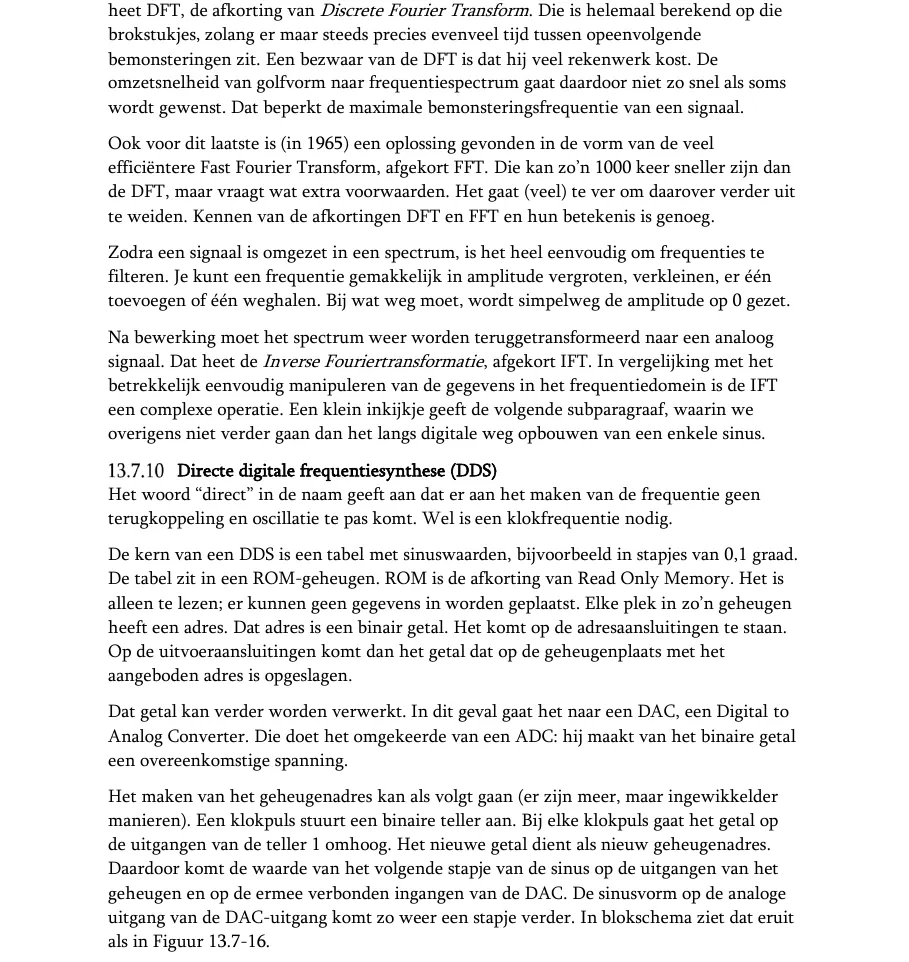 heet DFT, de afkorting van Discrete Fourier Transform. Die is helemaal berekend op die
brokstukjes, zolang er maar steeds precies evenveel tijd tussen opeenvolgende
bemonsteringen zit. Een bezwaar van de DFT is dat hij veel rekenwerk kost. De
omzetsnelheid van golfvorm naar frequentiespectrum gaat daardoor niet zo snel als soms
wordt gewenst. Dat beperkt de maximale bemonsteringsfrequentie van een signaal.
Ook voor dit laatste is (in 1965) een oplossing gevonden in de vorm van de veel
efficiëntere Fast Fourier Transform, afgekort FFT. Die kan zo’n 1000 keer sneller zijn dan
de DFT, maar vraagt wat extra voorwaarden. Het gaat (veel) te ver om daarover verder uit
te weiden. Kennen van de afkortingen DFT en FFT en hun betekenis is genoeg.
Zodra een signaal is omgezet in een spectrum, is het heel eenvoudig om frequenties te
filteren. Je kunt een frequentie gemakkelijk in amplitude vergroten, verkleinen, er één
toevoegen of één weghalen. Bij wat weg moet, wordt simpelweg de amplitude op 0 gezet.
Na bewerking moet het spectrum weer worden teruggetransformeerd naar een analoog
signaal. Dat heet de Inverse Fouriertransformatie, afgekort IFT. In vergelijking met het
betrekkelijk eenvoudig manipuleren van de gegevens in het frequentiedomein is de IFT
een complexe operatie. Een klein inkijkje geeft de volgende subparagraaf, waarin we
overigens niet verder gaan dan het langs digitale weg opbouwen van een enkele sinus.
13.7.10 Directe digitale frequentiesynthese (DDS)
Het woord “direct” in de naam geeft aan dat er aan het maken van de frequentie geen
terugkoppeling en oscillatie te pas komt. Wel is een klokfrequentie nodig.
De kern van een DDS is een tabel met sinuswaarden, bijvoorbeeld in stapjes van 0,1 graad.
De tabel zit in een ROM-geheugen. ROM is de afkorting van Read Only Memory. Het is
alleen te lezen; er kunnen geen gegevens in worden geplaatst. Elke plek in zo’n geheugen
heeft een adres. Dat adres is een binair getal. Het komt op de adresaansluitingen te staan.
Op de uitvoeraansluitingen komt dan het getal dat op de geheugenplaats met het
aangeboden adres is opgeslagen.
Dat getal kan verder worden verwerkt. In dit geval gaat het naar een DAC, een Digital to
Analog Converter. Die doet het omgekeerde van een ADC: hij maakt van het binaire getal
een overeenkomstige spanning.
Het maken van het geheugenadres kan als volgt gaan (er zijn meer, maar ingewikkelder
manieren). Een klokpuls stuurt een binaire teller aan. Bij elke klokpuls gaat het getal op
de uitgangen van de teller 1 omhoog. Het nieuwe getal dient als nieuw geheugenadres.
Daardoor komt de waarde van het volgende stapje van de sinus op de uitgangen van het
geheugen en op de ermee verbonden ingangen van de DAC. De sinusvorm op de analoge
uitgang van de DAC-uitgang komt zo weer een stapje verder. In blokschema ziet dat eruit
als in Figuur 13.7-16.